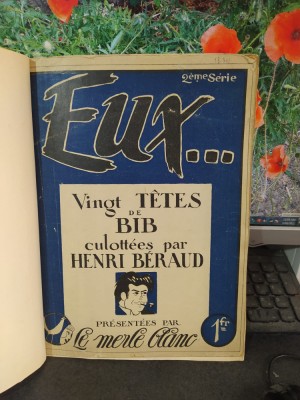 2ème Série
Eux...
Vingt TÊTES
DE
BIB
culottées par
HENRI BÉRAUD
PRÉSENTÉES PAR
Le merle blanc
1fr